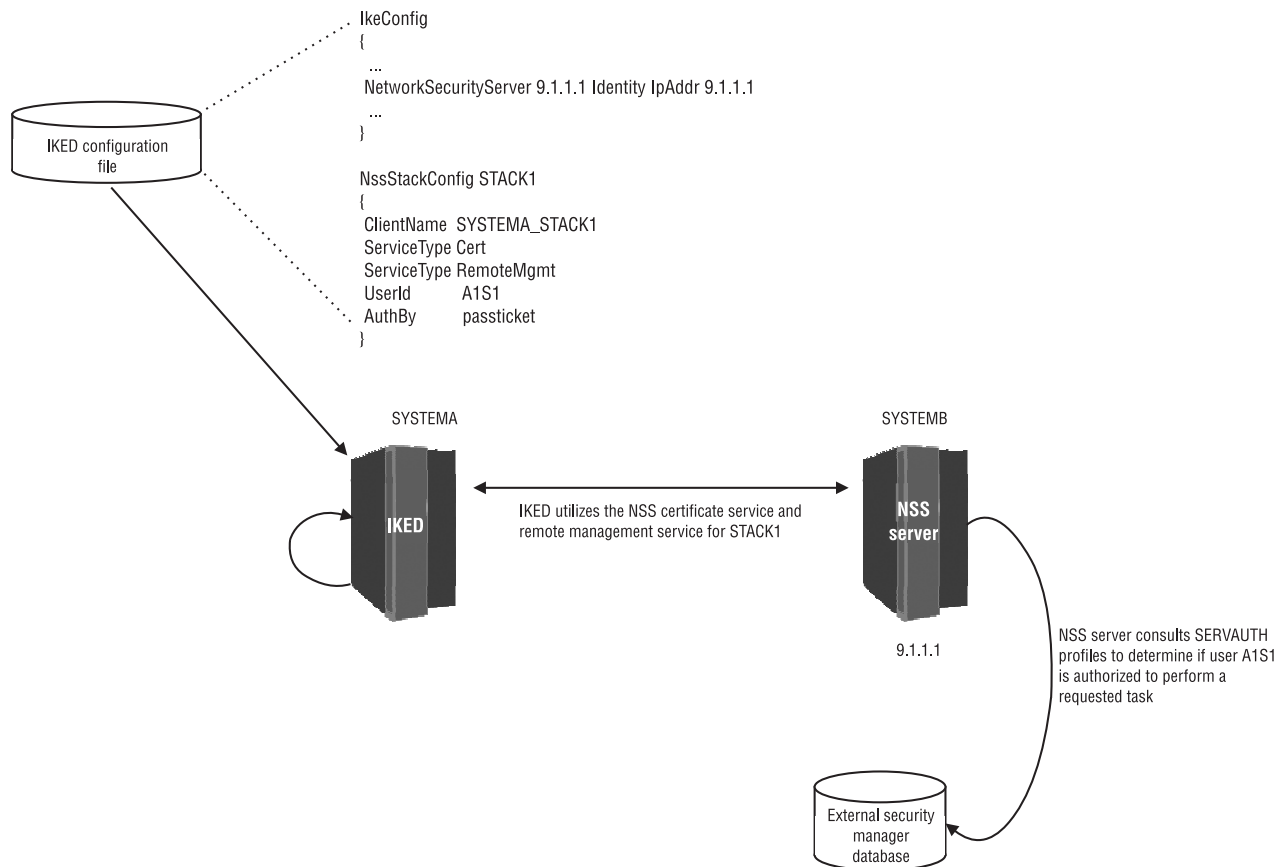 IkeConfig
{
...
NetworkSecurityServer 9.1.1.1 Identity IpAddr 9.1.1.1
...
}
IKED configuration
file
NssStackConfig STACK1
{
ClientName SYSTEMA_STACK1
ServiceType Cert
ServiceType RemoteMgmt
UserId A1S1
AuthBy passticket
}
SYSTEMA
SYSTEMB
IKED
IKED utilizes the NSS certificate service and
remote management service for STACK1
NSS
server
9.1.1.1
NSS server consults SERVAUTH
profiles to determine if user A1S1
is authorized to perform a
requested task
External security
manager
database